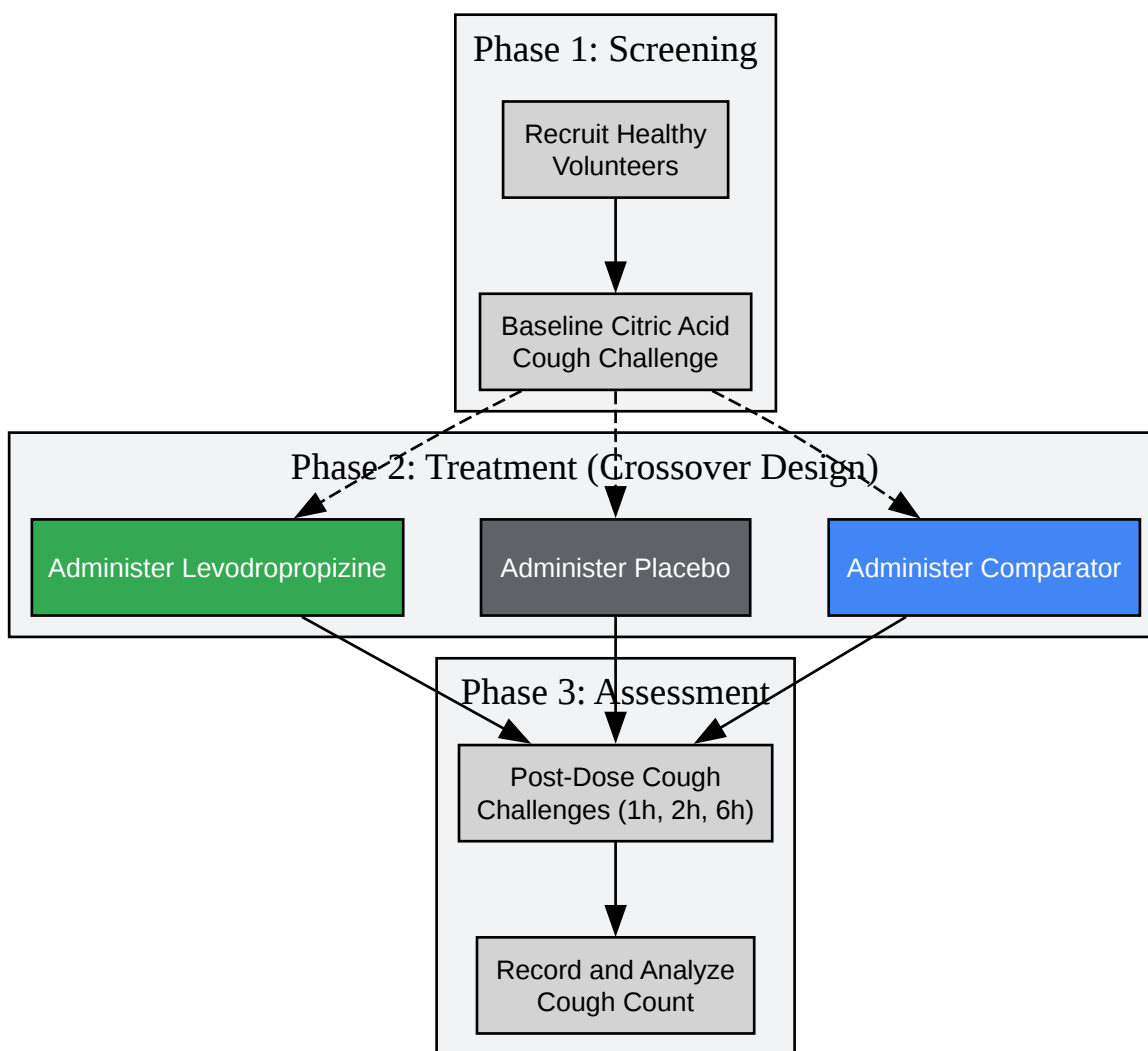 Phase 1: Screening
Recruit Healthy
Volunteers
Baseline Citric Acid
Cough Challenge
Phase 2: Treatment (Crossover Design)
Administer Levodropropizine
Administer Placebo
Administer Comparator
Phase 3: Assessment
Post-Dose Cough
Challenges (1h, 2h, 6h)
Record and Analyze
Cough Count